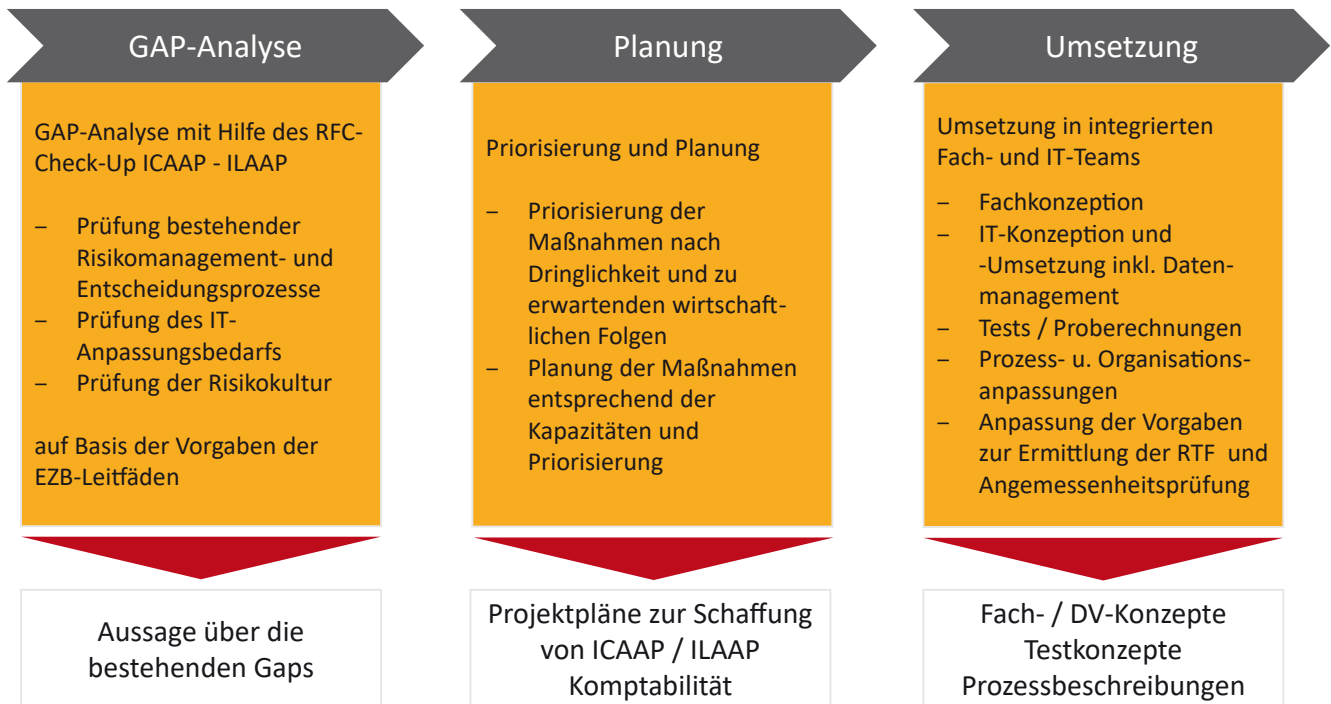 GAP-Analyse
GAP-Analyse mit Hilfe des RFC-
Check-Up ICAAP - ILAAP
– Prüfung bestehender
Risikomanagement- und
Entscheidungsprozesse
– Prüfung des IT-
Anpassungsbedarfs
– Prüfung der Risikokultur
auf Basis der Vorgaben der
EZB-Leitfäden
Aussage über die
bestehenden Gaps
Planung
Priorisierung und Planung
– Priorisierung der
Maßnahmen nach
Dringlichkeit und zu
erwartenden wirtschaft-
lichen Folgen
– Planung der Maßnahmen
entsprechend der
Kapazitäten und
Priorisierung
Projektpläne zur Schaffung
von ICAAP / ILAAP
Komptabilität
Umsetzung
Umsetzung in integrierten
Fach- und IT-Teams
– Fachkonzeption
– IT-Konzeption und
-Umsetzung inkl. Daten-
management
– Tests / Proberechnungen
– Prozess- u. Organisations-
anpassungen
– Anpassung der Vorgaben
zur Ermittlung der RTF und
Angemessenheitsprüfung
Fach- / DV-Konzepte
Testkonzepte
Prozessbeschreibungen